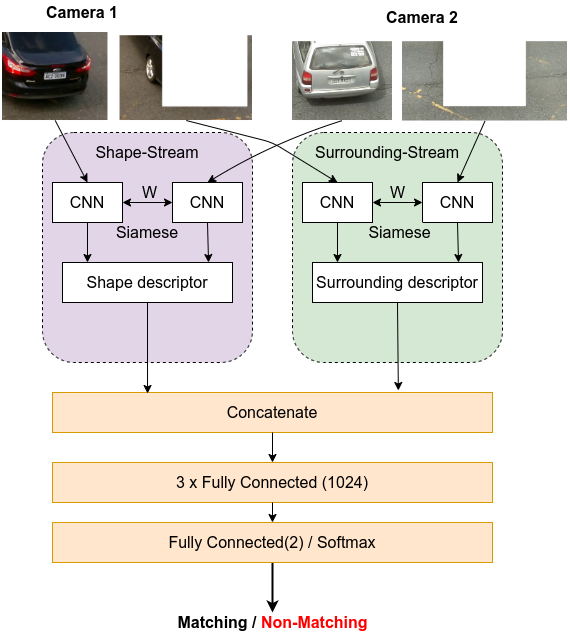 Camera 1
Camera 2
Shape-Stream
Surrounding-Stream
CNN
W
CNN
CNN
W
CNN
Siamese
Siamese
Shape descriptor
Surrounding descriptor
Concatenate
3 x Fully Connected (1024)
Fully Connected(2) / Softmax
Matching / Non-Matching